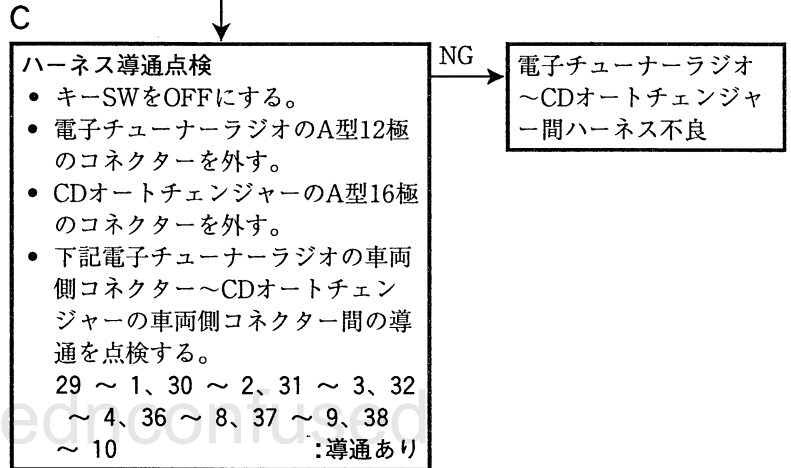 C
ハーネス導通点検
• キーSWをOFFにする。
• 電子チューナーラジオのA型12極
のコネクターを外す。
• CDオートチェンジャーのA型16極
のコネクターを外す。
• 下記電子チューナーラジオの車両
側コネクター〜CDオートチェン
ジャーの車両側コネクター間の導
通を点検する。
29 〜 1、30 〜 2、31 〜 3、32
〜 4、36 〜 8、37 〜 9、38
〜 10 :導通あり
NG
電子チューナーラジオ
〜CDオートチェンジャ
ー間ハーネス不良
ednconfused